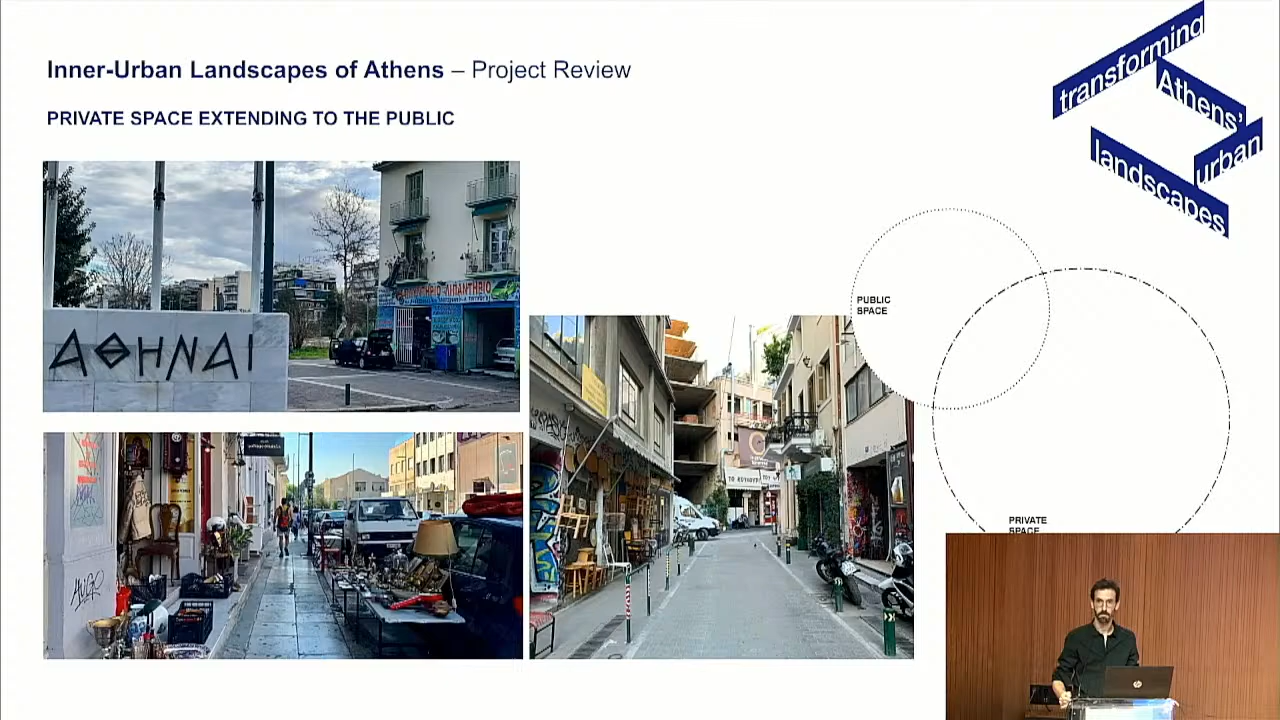 Inner-Urban Landscapes of Athens – Project Review
PRIVATE SPACE EXTENDING TO THE PUBLIC
transforming
Athens'
urban
landscapes
ΑΘΗΝΑΙ
PUBLIC
SPACE
PRIVATE
SPACE
hp